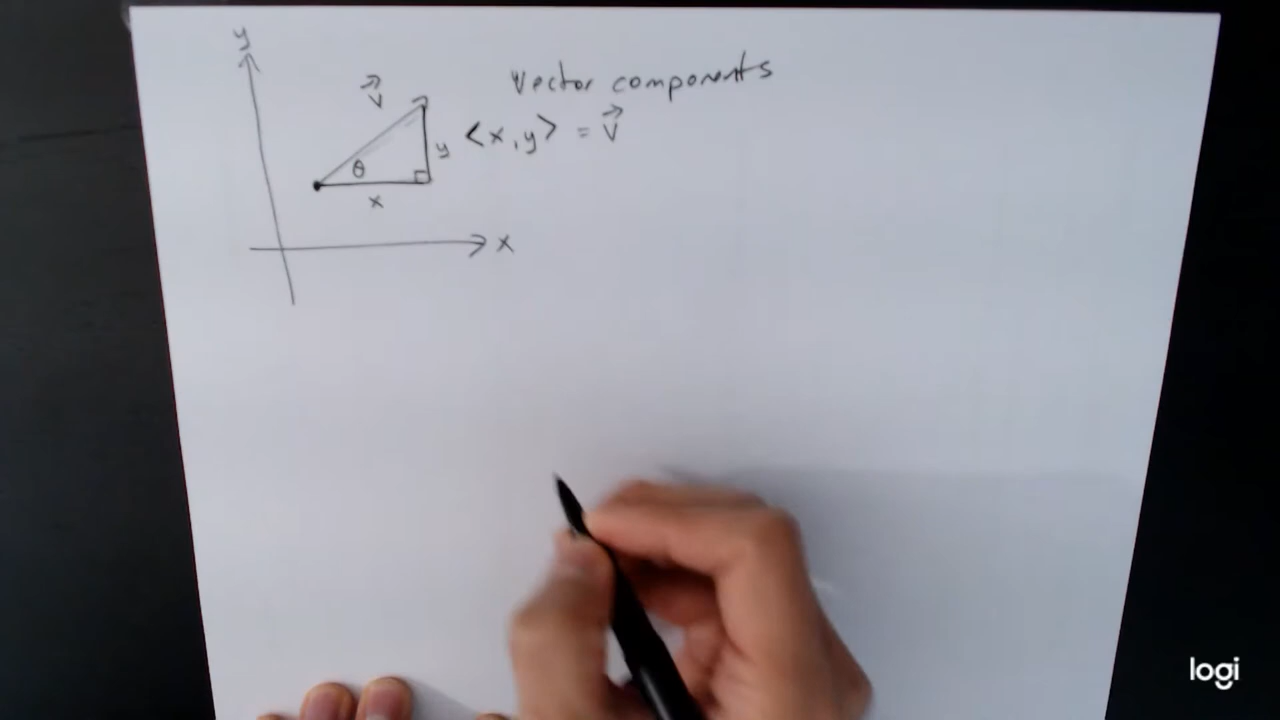 y
Vector components
v⃗
<x,y> = v⃗
y
θ
x
x
logi